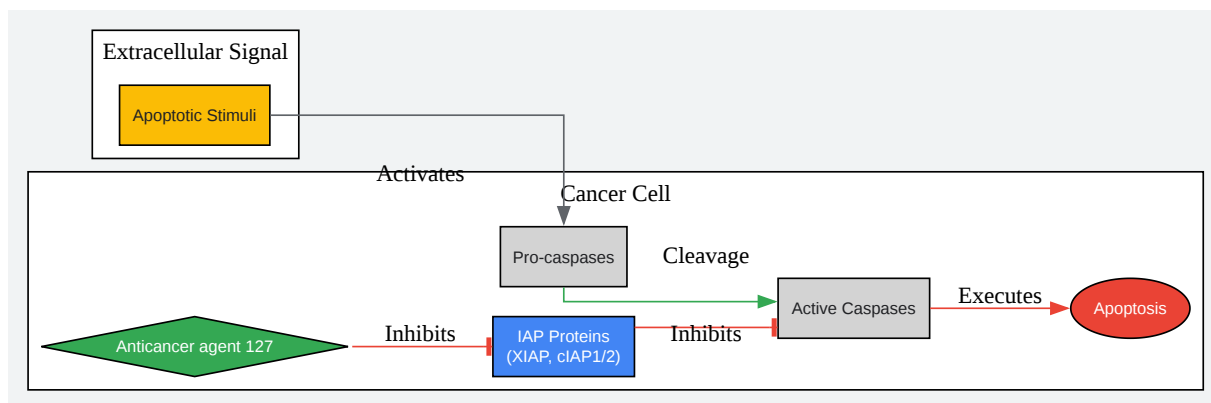 Extracellular Signal
Apoptotic Stimuli
Activates
Cancer Cell
Pro-caspases
Cleavage
Active Caspases
Executes
Apoptosis
Anticancer agent 127
Inhibits
IAP Proteins
(XIAP, cIAP1/2)
Inhibits